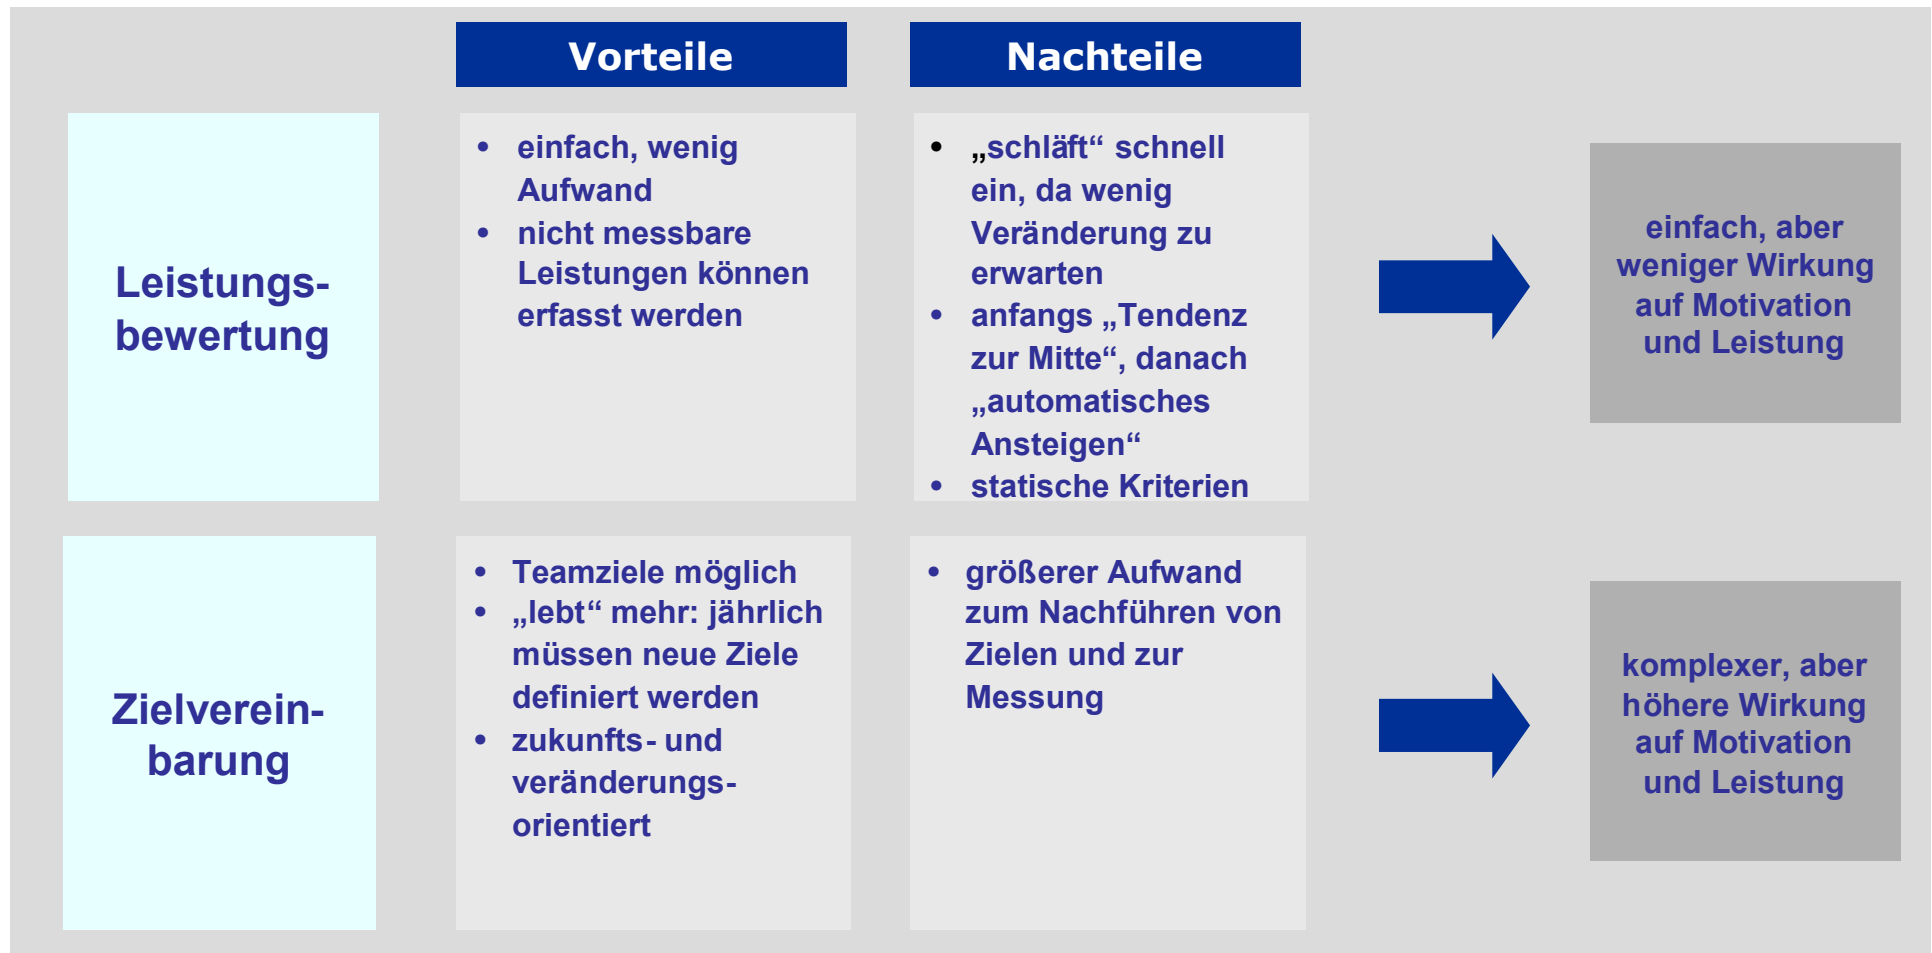 Vorteile
Nachteile
Leistungs-
bewertung
• einfach, wenig
Aufwand
• nicht messbare
Leistungen können
erfasst werden
• „schläft“ schnell
ein, da wenig
Veränderung zu
erwarten
• anfangs „Tendenz
zur Mitte“, danach
„automatisches
Ansteigen“
• statische Kriterien
einfach, aber
weniger Wirkung
auf Motivation
und Leistung
Zielverein-
barung
• Teamziele möglich
• „lebt“ mehr: jährlich
müssen neue Ziele
definiert werden
• zukunfts- und
veränderungs-
orientiert
• größerer Aufwand
zum Nachführen von
Zielen und zur
Messung
komplexer, aber
höhere Wirkung
auf Motivation
und Leistung